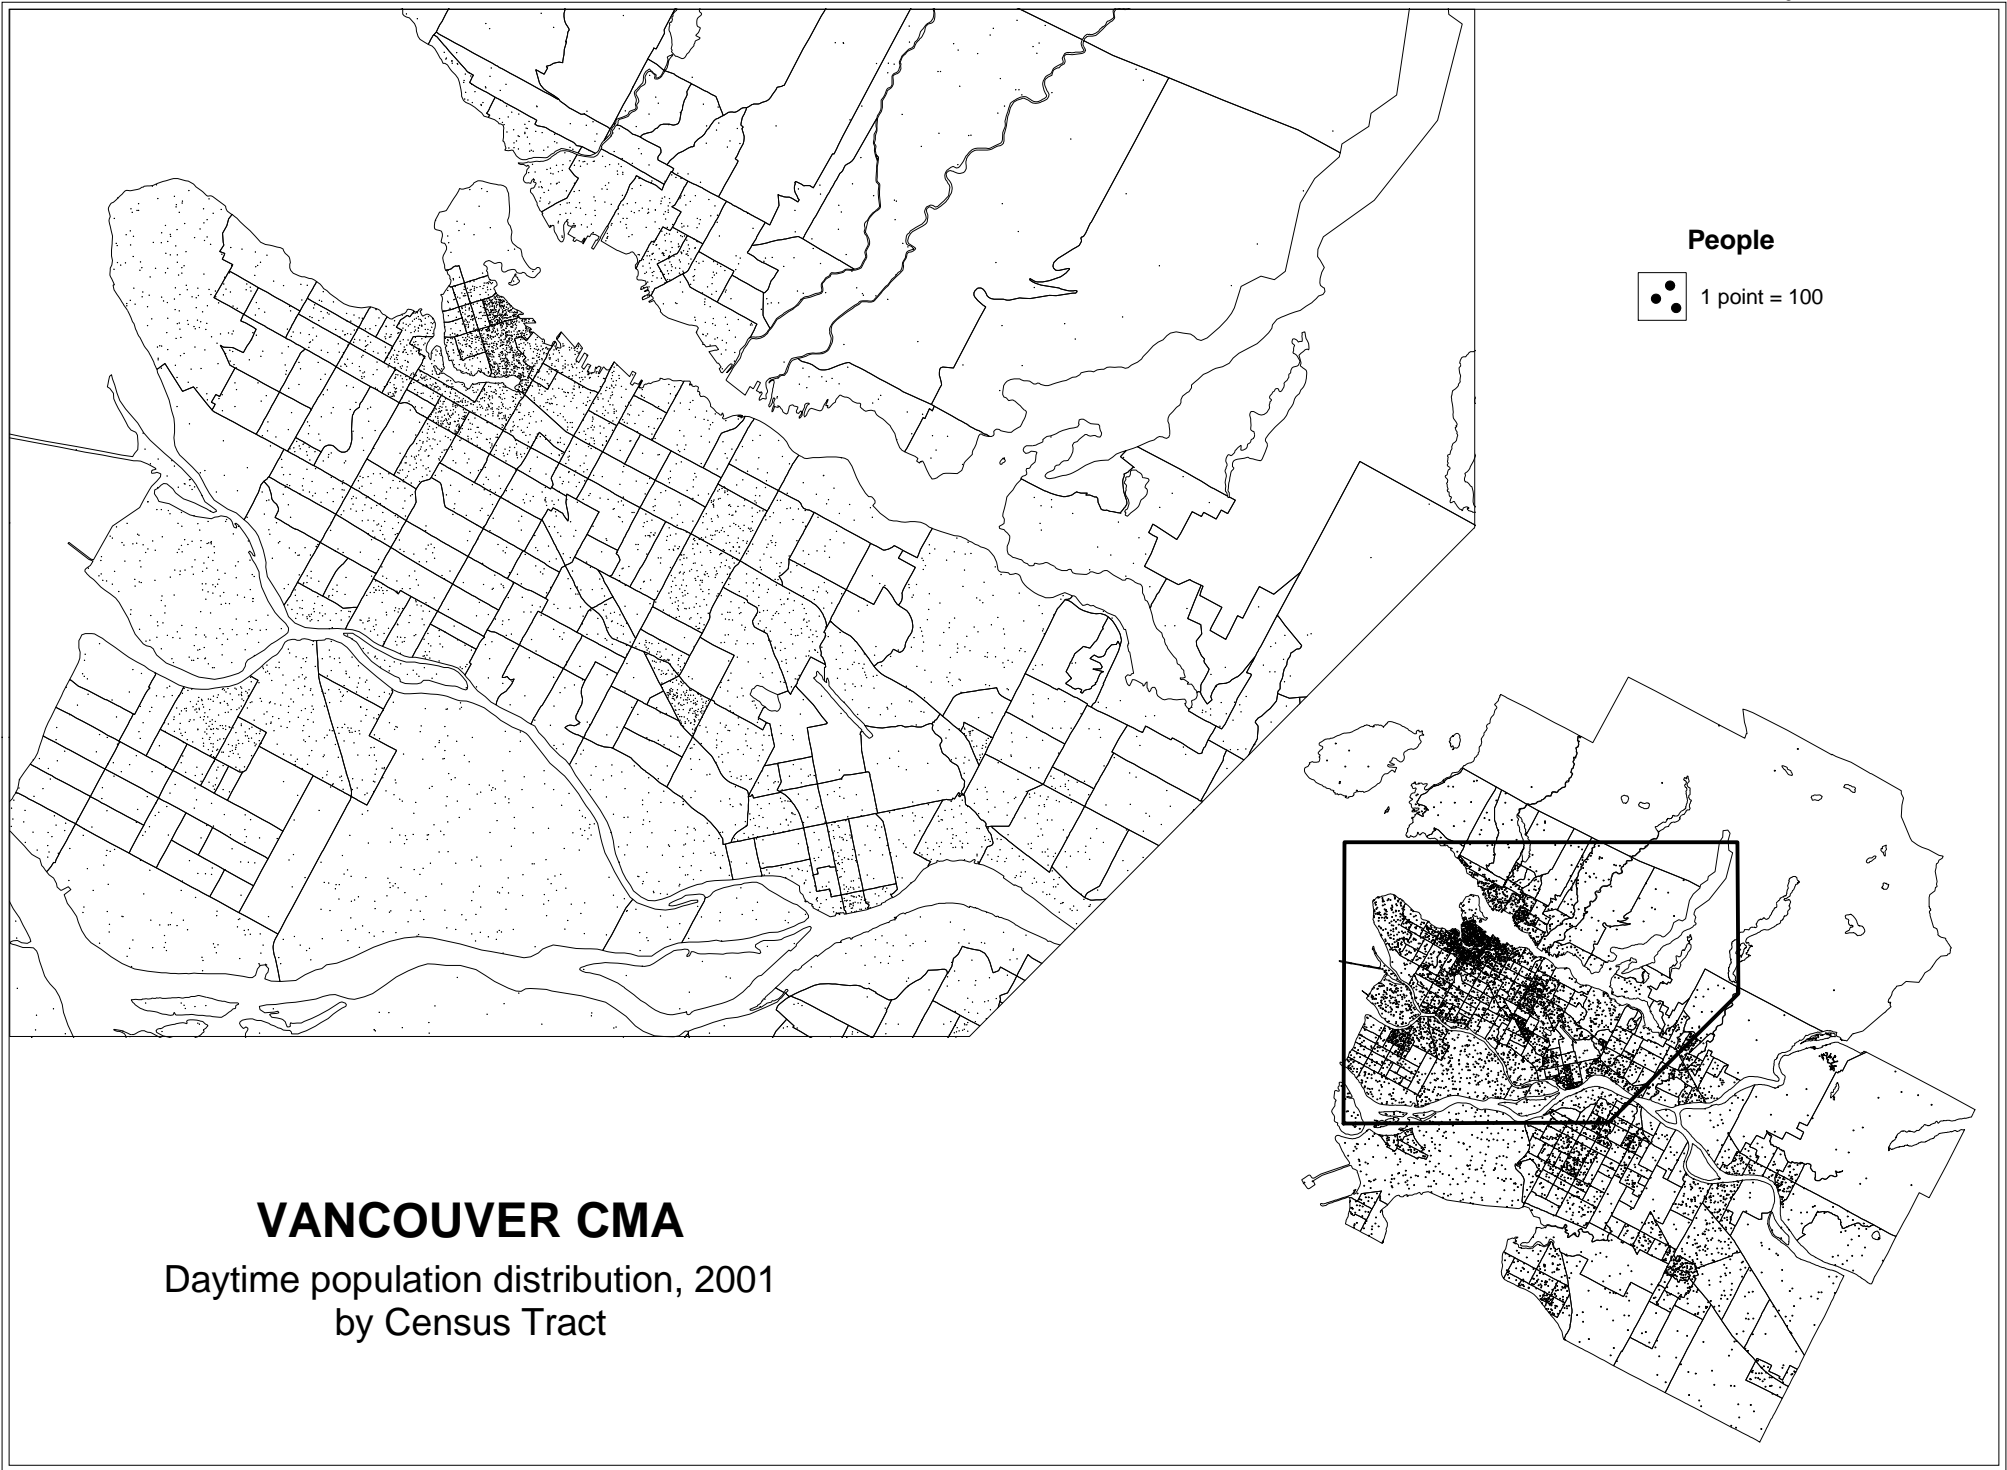 People
1 point = 100
VANCOUVER CMA
Daytime population distribution, 2001
by Census Tract